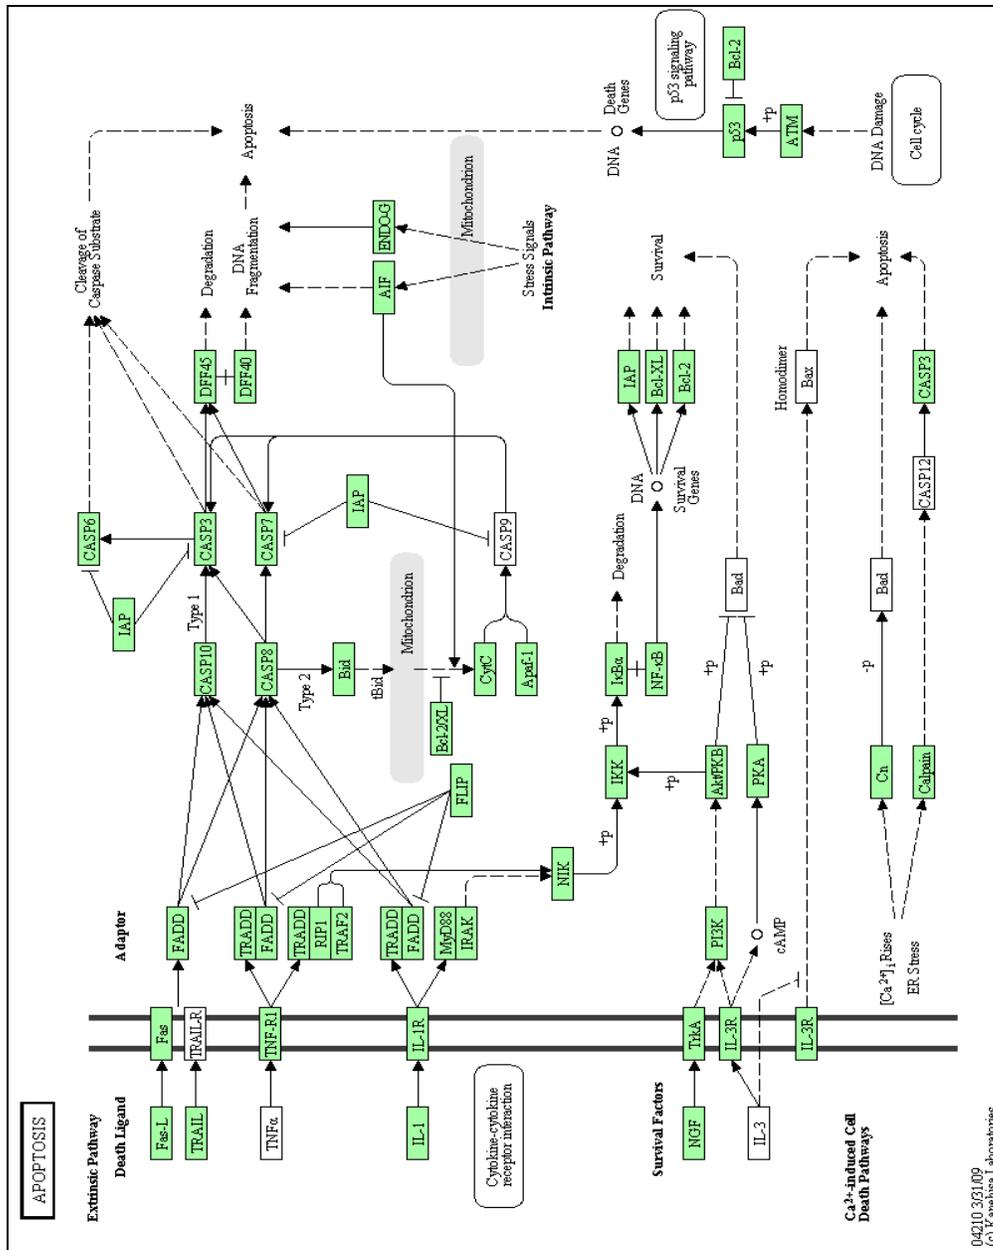 APOPTOSIS
Extrinsic Pathway
Death Ligand
Adaptor
Fas-L
Fas
FADD
TRAIL
TRAIL-R
TNFα
TNF-R1
TRADD
FADD
TRADD
RIP1
TRAF2
IL-1
IL-1R
TRADD
FADD
MyD88
IRAK
FLIP
NIK
Cytokine-cytokine
receptor interaction
CASP10
Type 1
CASP8
Type 2
Bid
tBid
Mitochondrion
Bcl-2/XL
CytC
Apaf-1
IAP
CASP6
CASP3
CASP7
IAP
CASP9
Cleavage of
Caspase Substrate
DFF45
Degradation
DFF40
DNA
Fragmentation
Apoptosis
AIF
ENDO-G
Mitochondrion
Stress Signals
Intrinsic Pathway
Survival Factors
NGF
TrkA
PI3K
Akt/PKB
+p
IKK
+p
+p
IκBα
Degradation
NF-κB
DNA
Survival
Genes
IAP
Bcl-XL
Bcl-2
Survival
IL-3
IL-3R
cAMP
PKA
+p
+p
Bad
IL-3R
Homodimer
Bax
DNA
Death
Genes
p53 signaling
pathway
p53
Bcl-2
+p
ATM
DNA Damage
Cell cycle
Ca2+-induced Cell
Death Pathways
[Ca2+]i Rises
ER Stress
Cn
-p
Bad
Apoptosis
Calpain
CASP12
CASP3
04210 3/31/09
(c) Kanehisa Laboratories